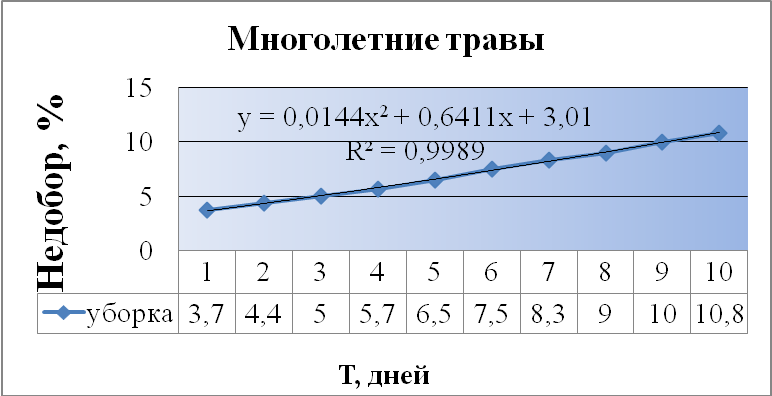 Многолетние травы
Недобор, %
15
10
5
0
y = 0,0144x² + 0,6411x + 3,01
R² = 0,9989
1 2 3 4 5 6 7 8 9 10
уборка 3,7 4,4 5 5,7 6,5 7,5 8,3 9 10 10,8
Т, дней